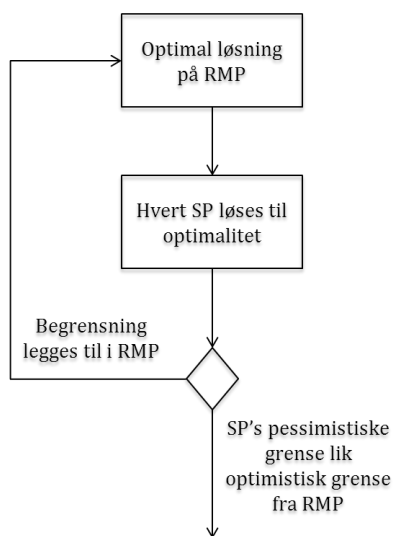 Optimal løsning
på RMP
Hvert SP løses til
optimalitet
Begrensning
legges til i RMP
SP's pessimistiske
grense lik
optimistisk grense
fra RMP